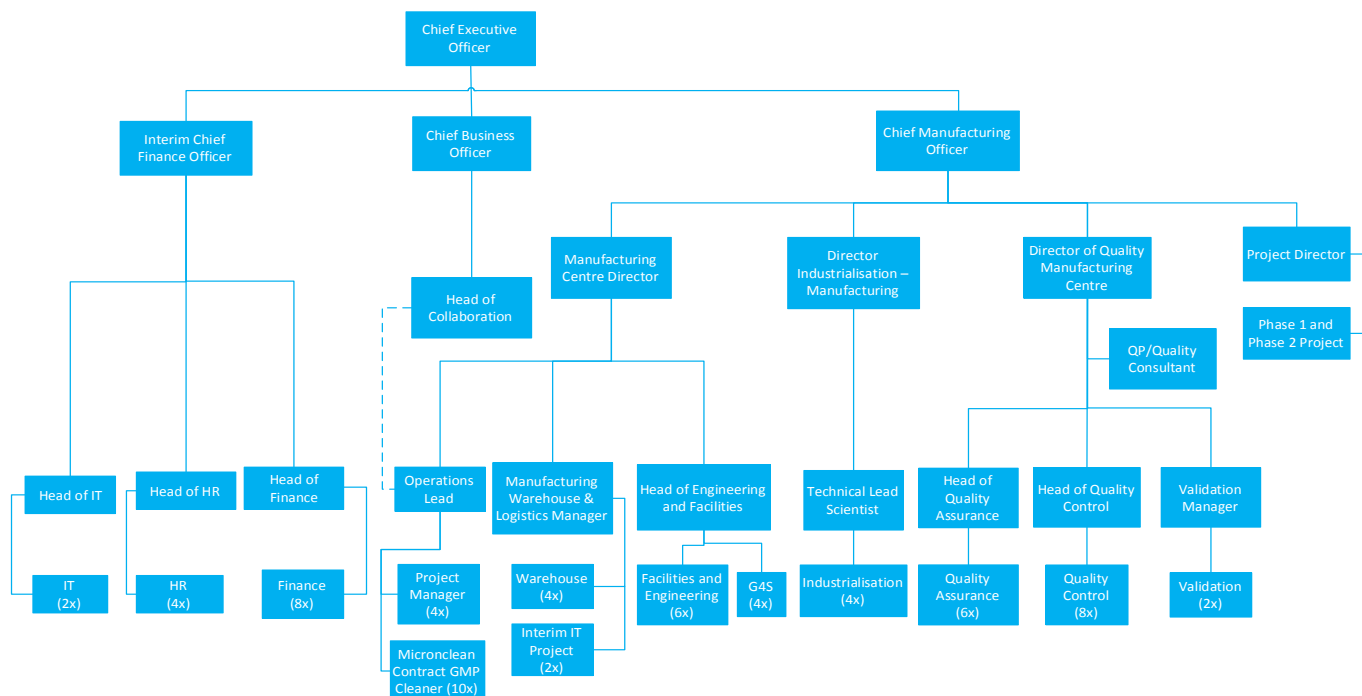 Chief Executive
Officer
Interim Chief
Finance Officer
Chief Business
Officer
Chief Manufacturing
Officer
Manufacturing
Centre Director
Director
Industrialisation –
Manufacturing
Director of Quality
Manufacturing
Centre
Project Director
Head of
Collaboration
Phase 1 and
Phase 2 Project
QP/Quality
Consultant
Head of IT
Head of HR
Head of
Finance
Operations
Lead
Manufacturing
Warehouse &
Logistics Manager
Head of Engineering
and Facilities
Technical Lead
Scientist
Head of
Quality
Assurance
Head of Quality
Control
Validation
Manager
IT
(2x)
HR
(4x)
Finance
(8x)
Project
Manager
(4x)
Warehouse
(4x)
Facilities and
Engineering
(6x)
G4S
(4x)
Industrialisation
(4x)
Quality
Assurance
(6x)
Quality
Control
(8x)
Validation
(2x)
Micronclean
Contract GMP
Cleaner (10x)
Interim IT
Project
(2x)